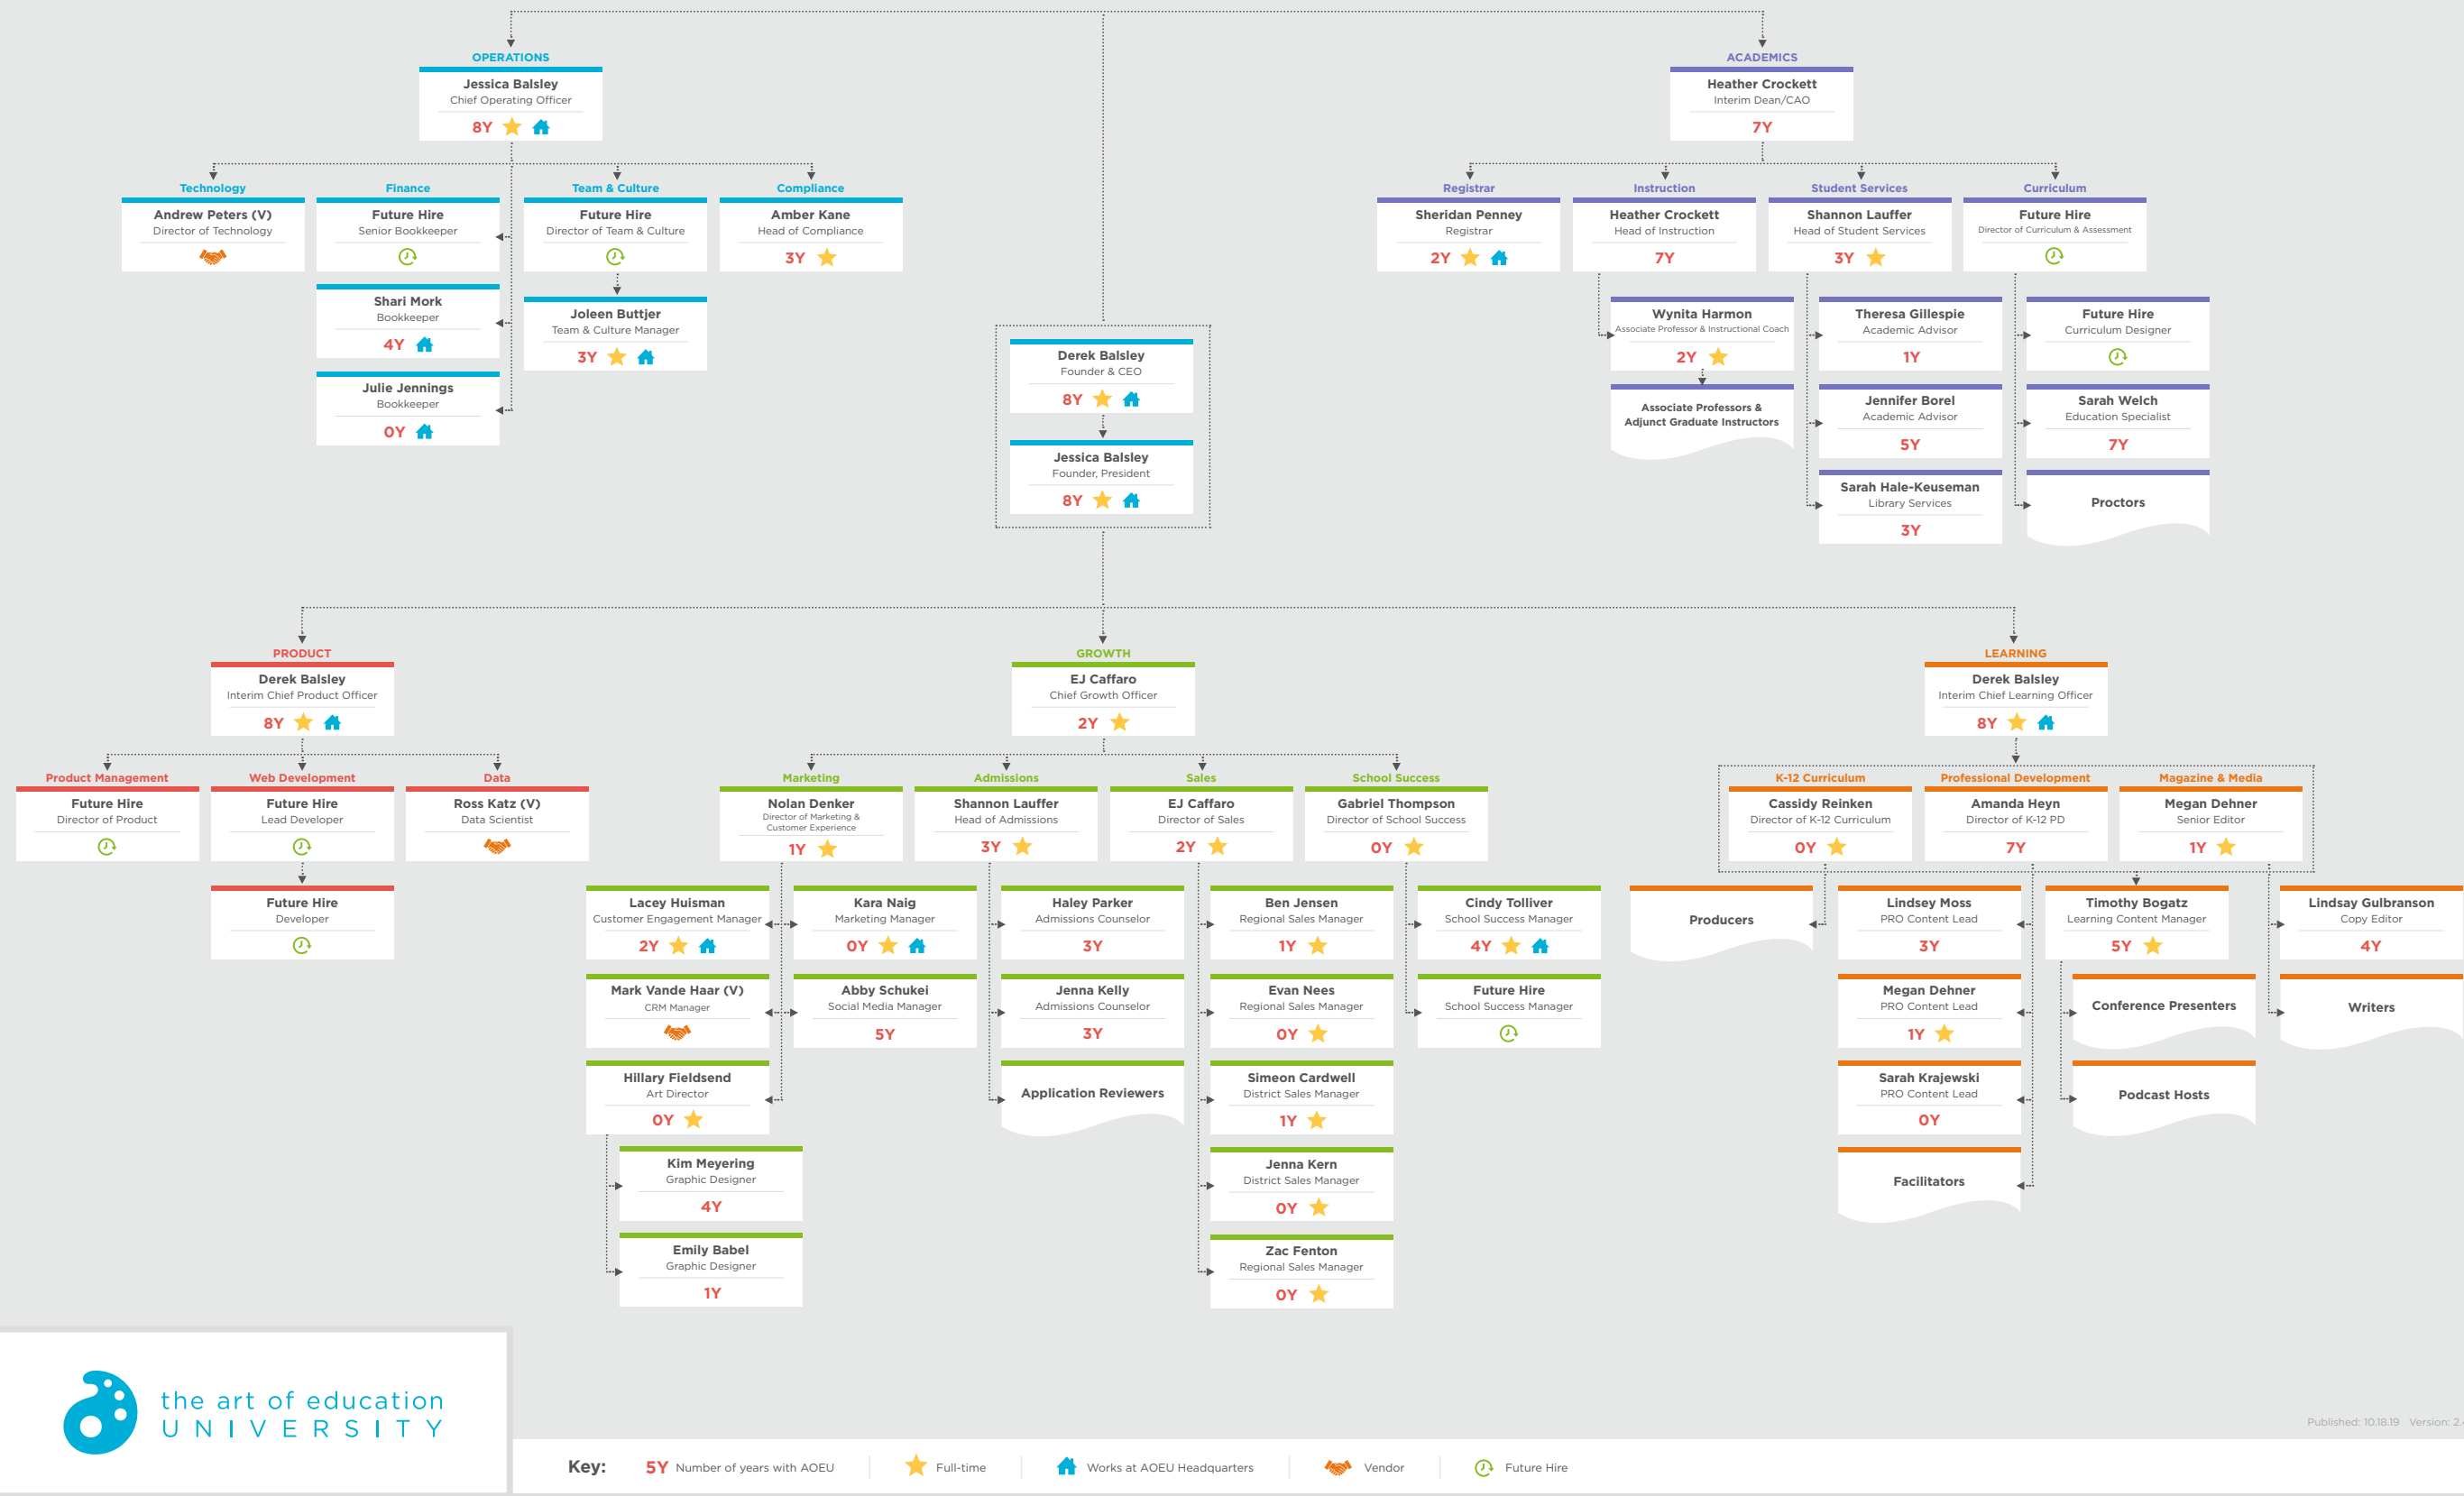 OPERATIONS
Jessica Balsley
Chief Operating Officer
8Y
Technology
Andrew Peters (V)
Director of Technology
Finance
Future Hire
Senior Bookkeeper
Shari Mork
Bookkeeper
4Y
Julie Jennings
Bookkeeper
0Y
Team & Culture
Future Hire
Director of Team & Culture
Joleen Buttjer
Team & Culture Manager
3Y
Compliance
Amber Kane
Head of Compliance
3Y
Derek Balsley
Founder & CEO
8Y
Jessica Balsley
Founder, President
8Y
ACADEMICS
Heather Crockett
Interim Dean/CAO
7Y
Registrar
Sheridan Penney
Registrar
2Y
Instruction
Heather Crockett
Head of Instruction
7Y
Wynita Harmon
Associate Professor & Instructional Coach
2Y
Associate Professors &
Adjunct Graduate Instructors
Student Services
Shannon Lauffer
Head of Student Services
3Y
Theresa Gillespie
Academic Advisor
1Y
Jennifer Borel
Academic Advisor
5Y
Sarah Hale-Keuseman
Library Services
3Y
Curriculum
Future Hire
Director of Curriculum & Assessment
Future Hire
Curriculum Designer
Sarah Welch
Education Specialist
7Y
Proctors
PRODUCT
Derek Balsley
Interim Chief Product Officer
8Y
Product Management
Future Hire
Director of Product
Web Development
Future Hire
Lead Developer
Future Hire
Developer
Data
Ross Katz (V)
Data Scientist
GROWTH
EJ Caffaro
Chief Growth Officer
2Y
Marketing
Nolan Denker
Director of Marketing &
Customer Experience
1Y
Lacey Huisman
Customer Engagement Manager
2Y
Kara Naig
Marketing Manager
0Y
Mark Vande Haar (V)
CRM Manager
Abby Schukei
Social Media Manager
5Y
Hillary Fieldsend
Art Director
0Y
Kim Meyering
Graphic Designer
4Y
Emily Babel
Graphic Designer
1Y
Admissions
Shannon Lauffer
Head of Admissions
3Y
Haley Parker
Admissions Counselor
3Y
Jenna Kelly
Admissions Counselor
3Y
Application Reviewers
Sales
EJ Caffaro
Director of Sales
2Y
Ben Jensen
Regional Sales Manager
1Y
Evan Nees
Regional Sales Manager
0Y
Simeon Cardwell
District Sales Manager
1Y
Jenna Kern
District Sales Manager
0Y
Zac Fenton
Regional Sales Manager
0Y
School Success
Gabriel Thompson
Director of School Success
0Y
Cindy Tolliver
School Success Manager
4Y
Future Hire
School Success Manager
LEARNING
Derek Balsley
Interim Chief Learning Officer
8Y
K-12 Curriculum
Cassidy Reinken
Director of K-12 Curriculum
0Y
Producers
Professional Development
Amanda Heyn
Director of K-12 PD
7Y
Lindsey Moss
PRO Content Lead
3Y
Megan Dehner
PRO Content Lead
1Y
Sarah Krajewski
PRO Content Lead
0Y
Facilitators
Magazine & Media
Megan Dehner
Senior Editor
1Y
Timothy Bogatz
Learning Content Manager
5Y
Conference Presenters
Podcast Hosts
Lindsay Gulbranson
Copy Editor
4Y
Writers
the art of education
UNIVERSITY
Published: 10.18.19 Version: 2.
Key:
5Y Number of years with AOEU
Full-time
Works at AOEU Headquarters
Vendor
Future Hire